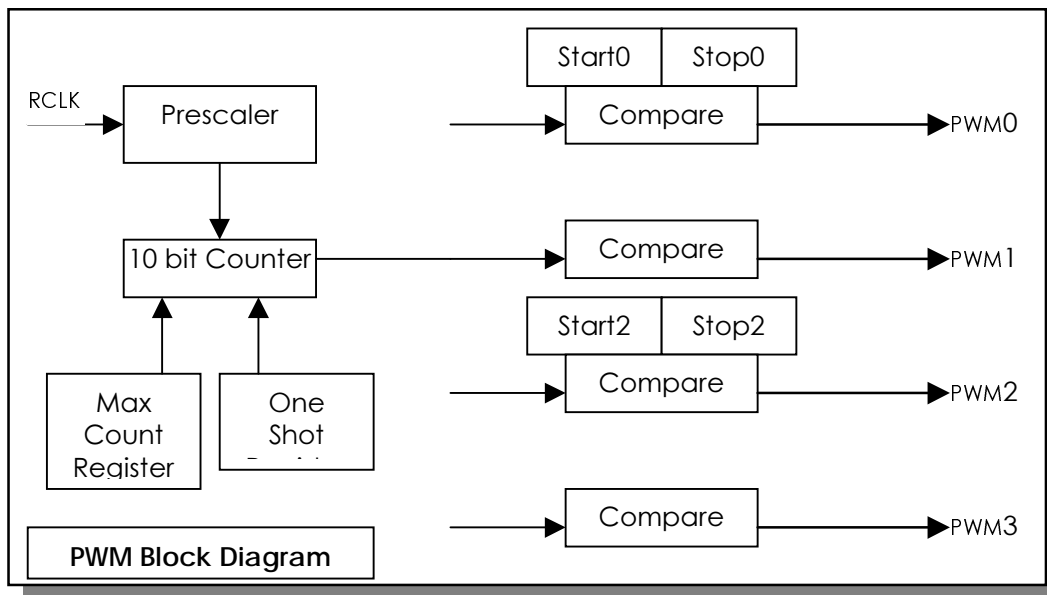 Start0 Stop0
RCLK
Prescaler
Compare
PWM0
10 bit Counter
Compare
PWM1
Start2 Stop2
Compare
PWM2
Max
Count
Register
One
Shot
Compare
PWM3
PWM Block Diagram